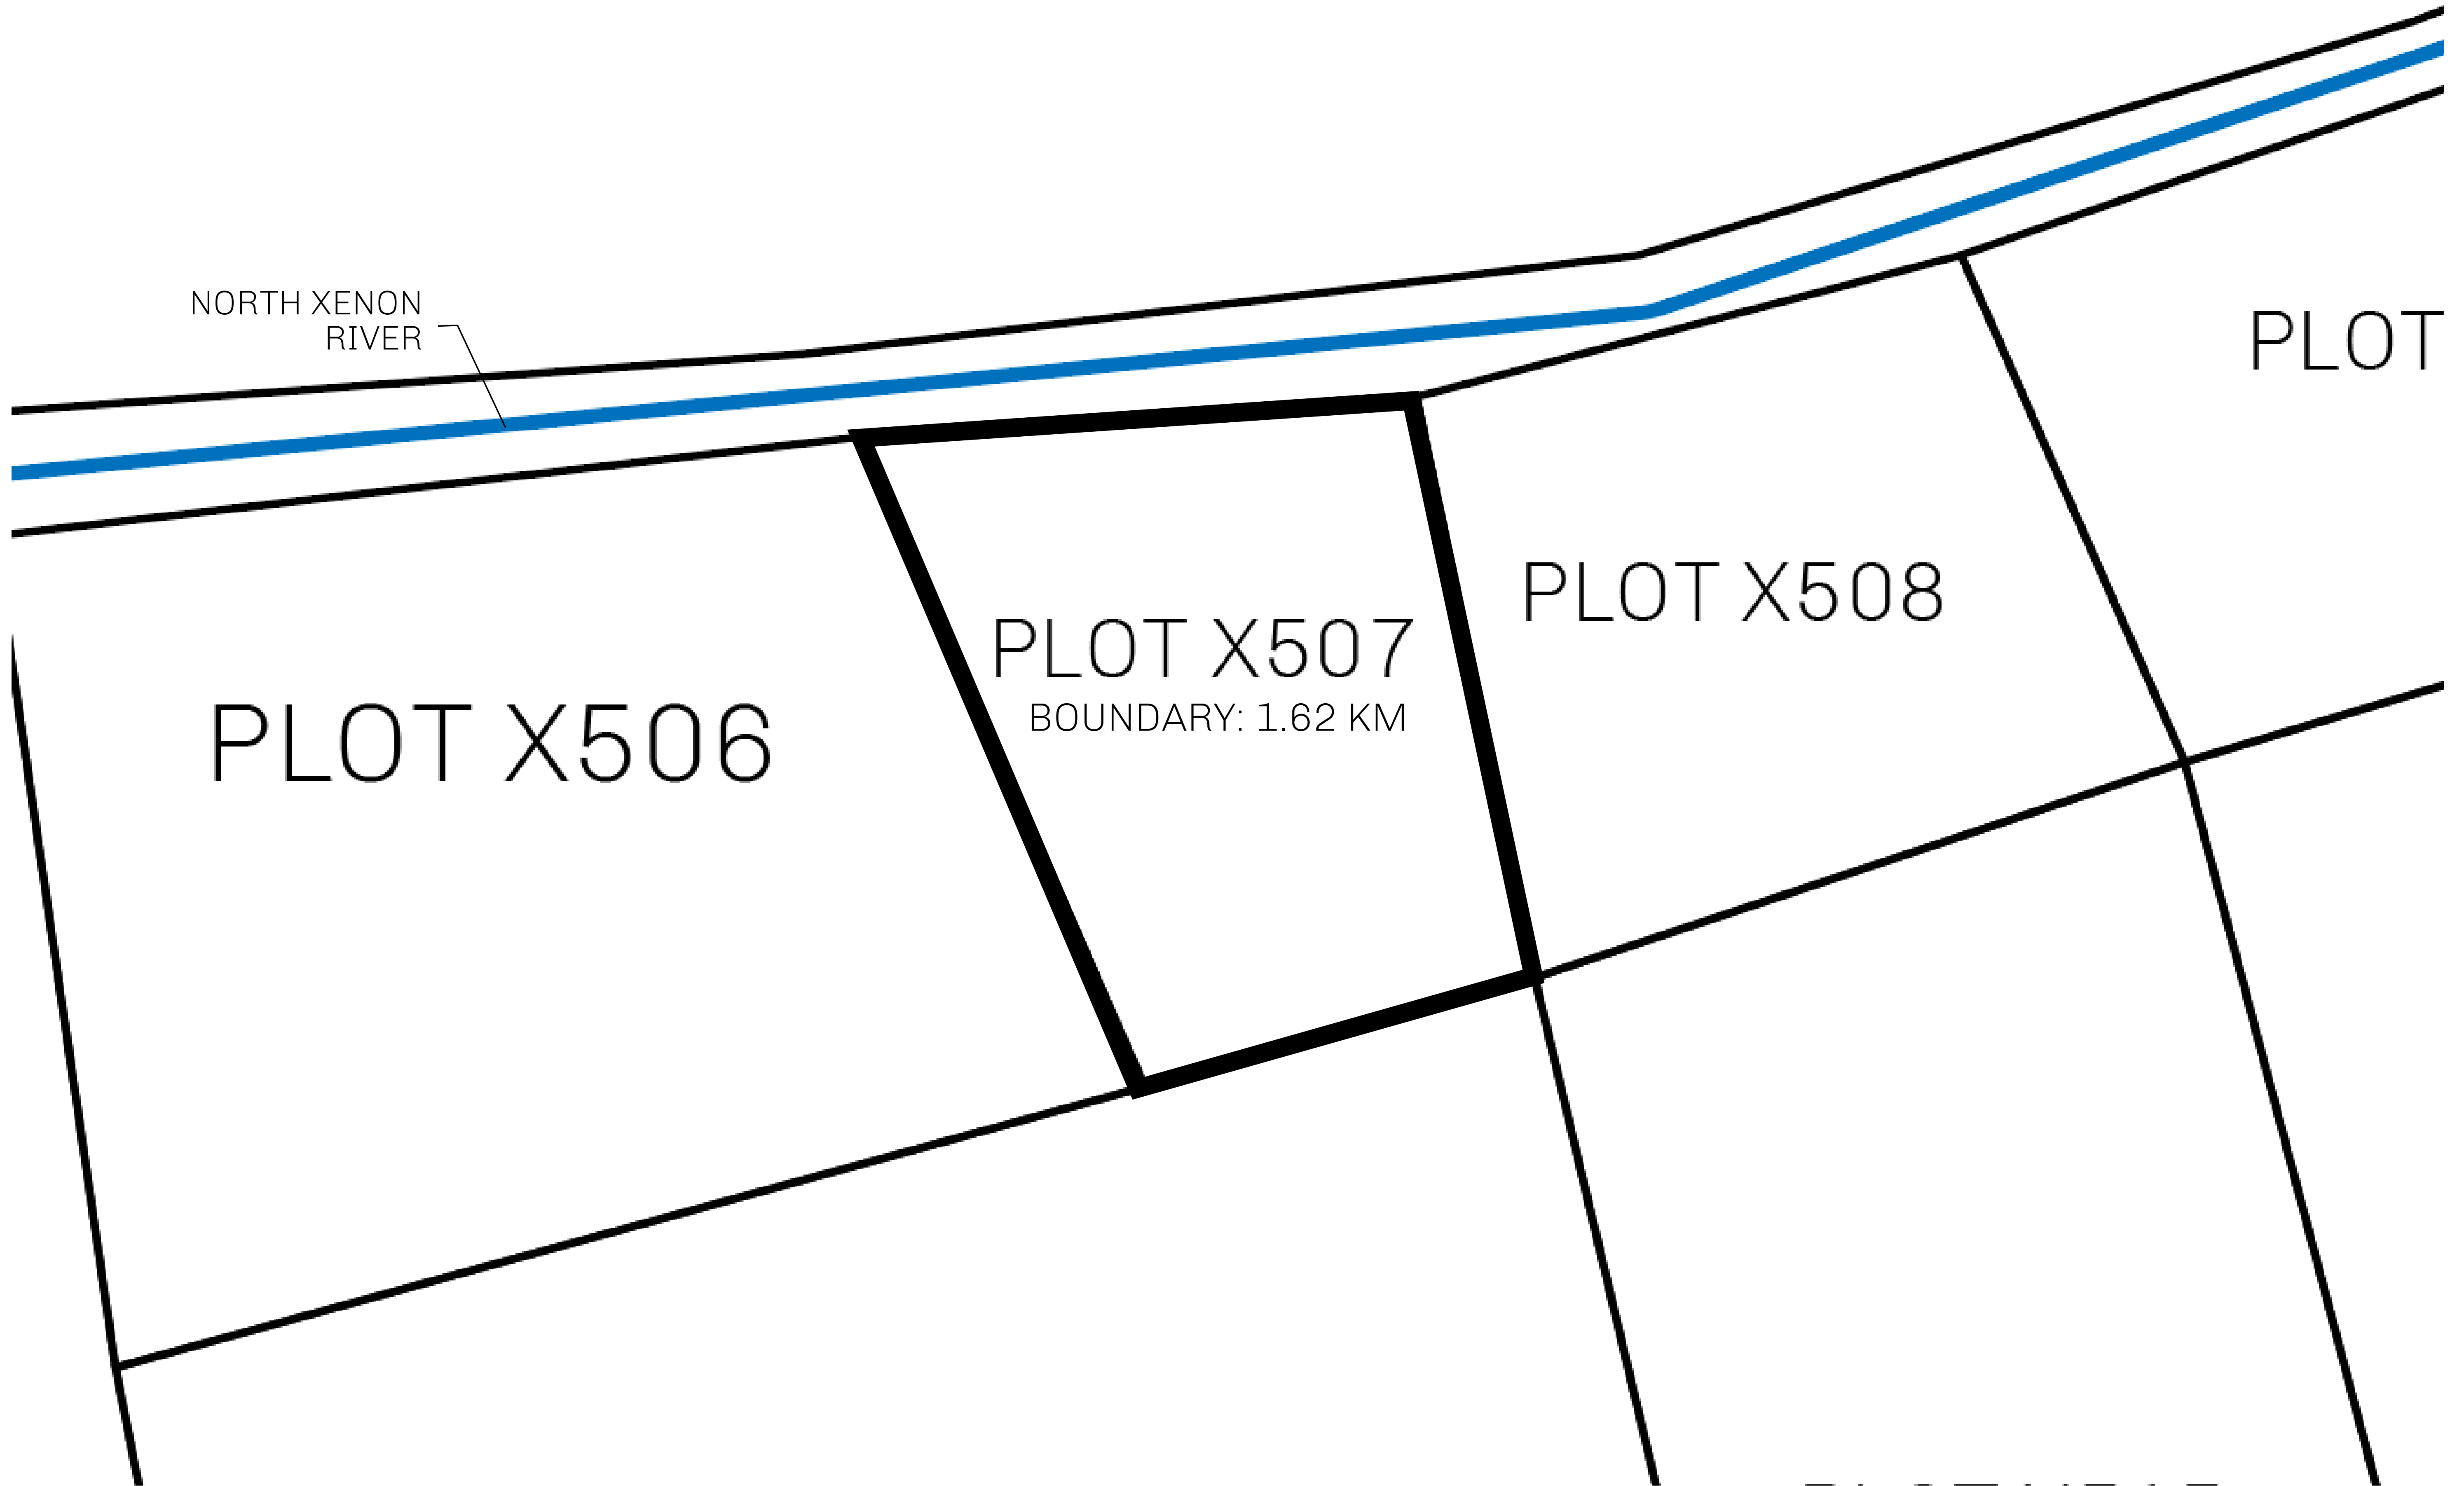 NORTH XENON
RIVER
PLOT
PLOT X508
PLOT X507
BOUNDARY: 1.62 KM
PLOT X506